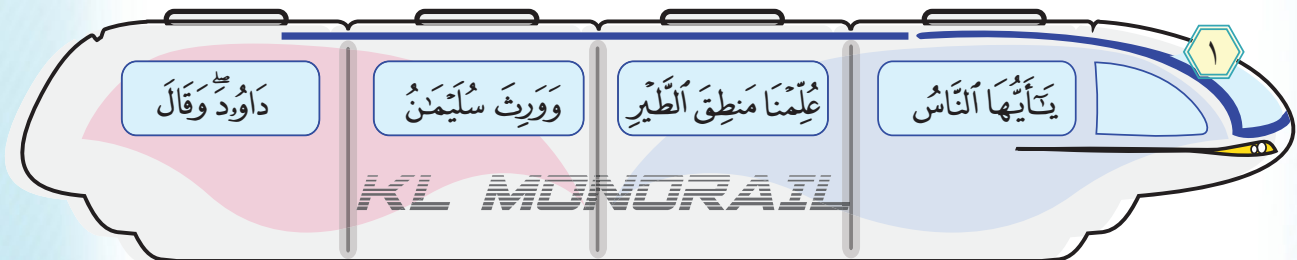 ١
يَـٰٓأَيُّهَا ٱلنَّاسُ
عُلِّمۡنَا مَنطِقَ ٱلطَّيۡرِ
وَوَرِثَ سُلَيۡمَـٰنُ
دَاوُۥدَۖ وَقَالَ
KL MONORAIL